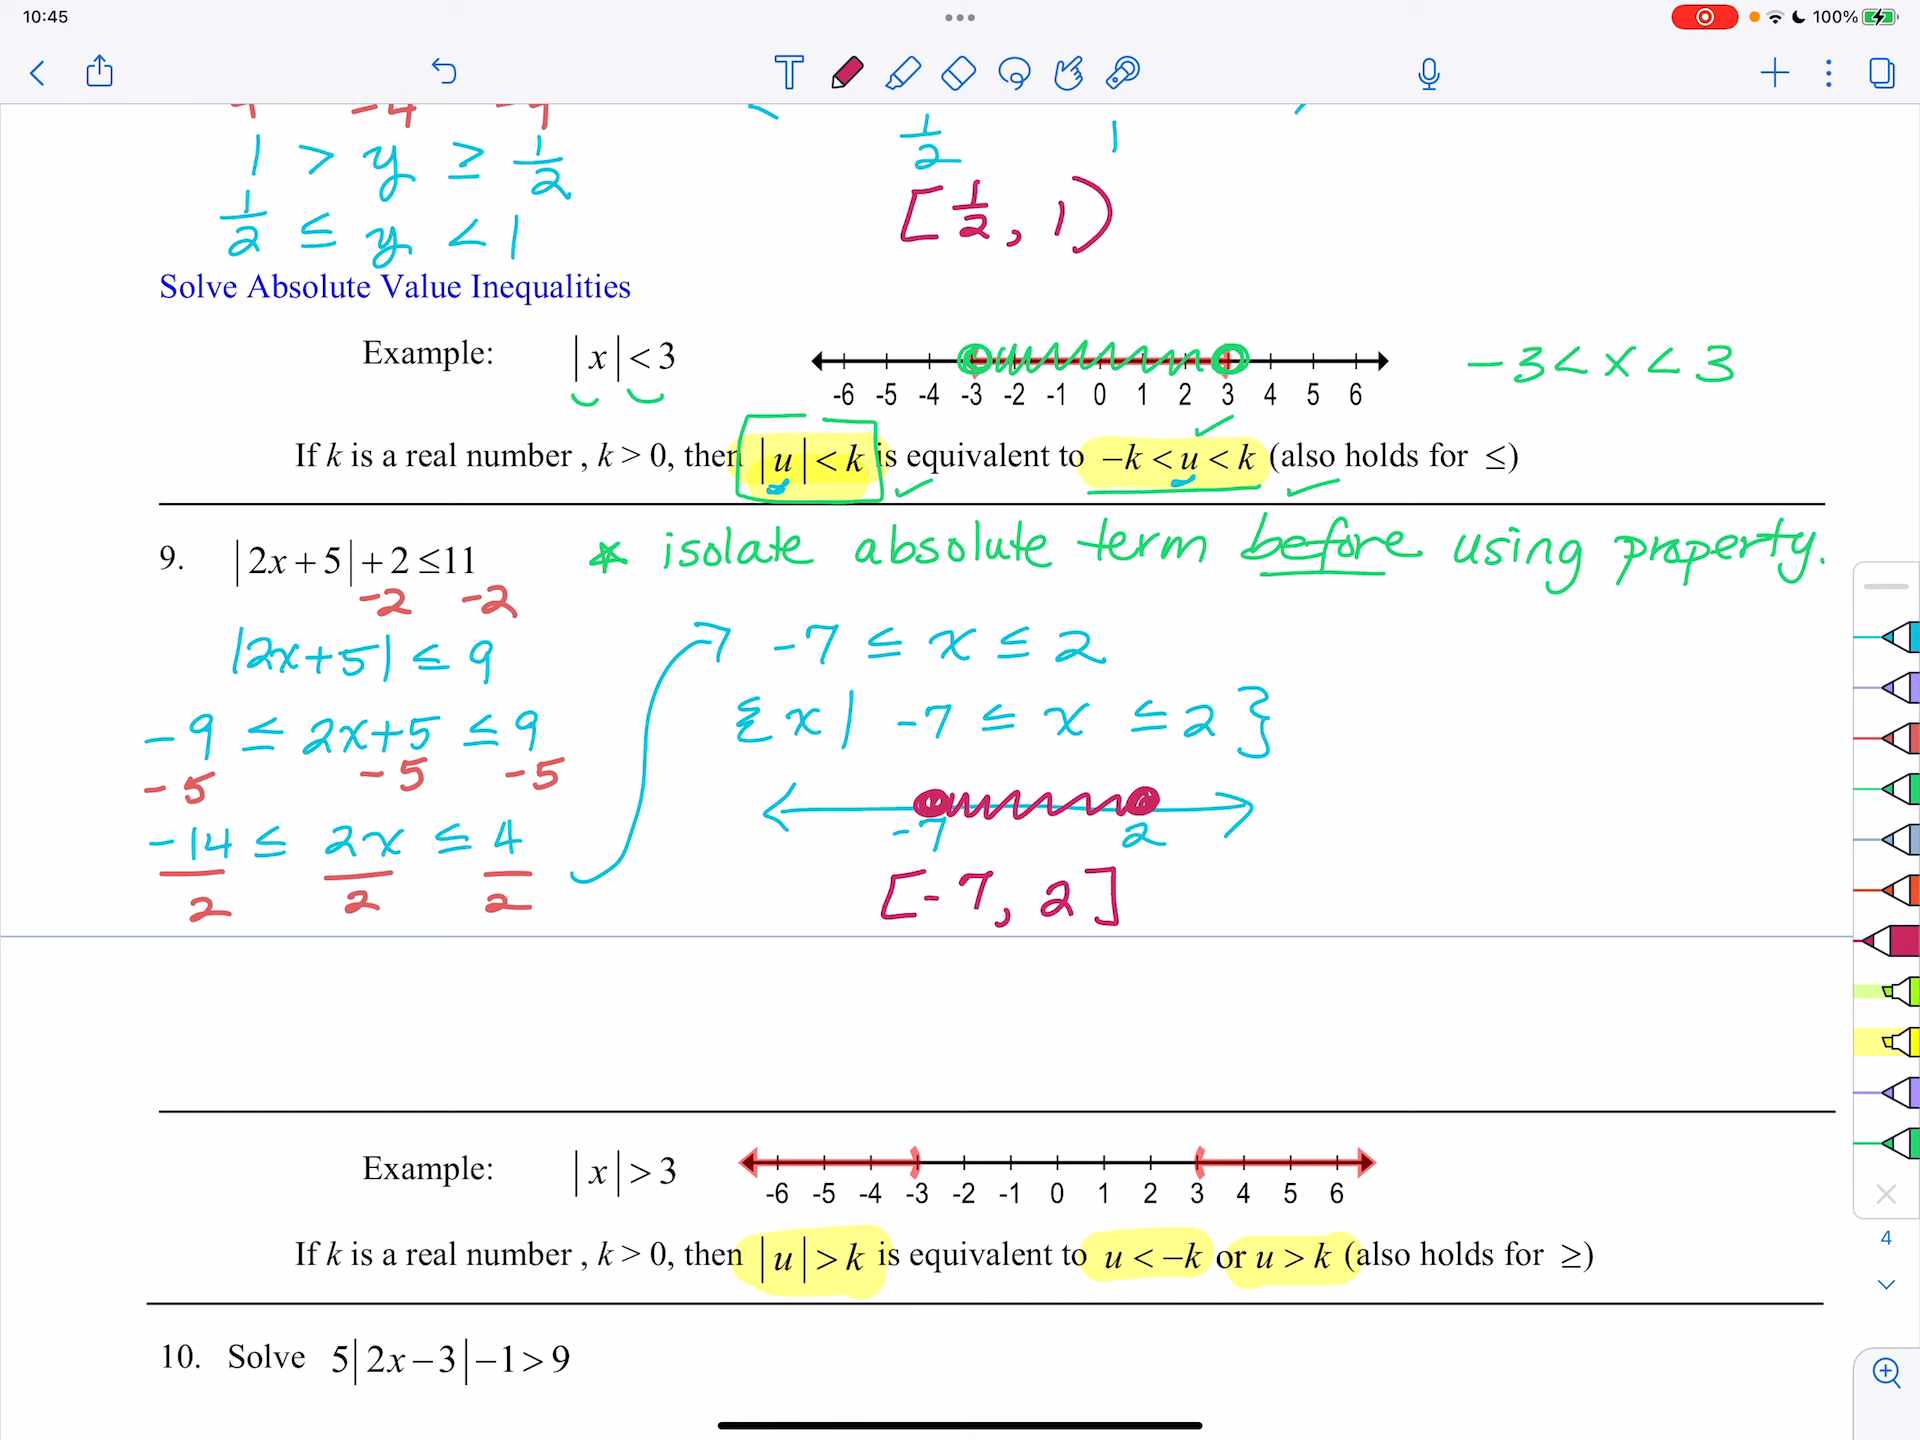 10:45
100%
-4
1 > y ≥ 1/2
1/2 1
1/2 ≤ y < 1
[1/2, 1)
Solve Absolute Value Inequalities
Example: |x| < 3
-3 < x < 3
-6 -5 -4 -3 -2 -1 0 1 2 3 4 5 6
If k is a real number , k > 0, then |u| < k is equivalent to -k < u < k (also holds for ≤)
9. |2x + 5| + 2 ≤ 11
* isolate absolute term before using property.
-2 -2
|2x+5| ≤ 9
-9 ≤ 2x+5 ≤ 9
-5 -5 -5
-14 ≤ 2x ≤ 4
2 2 2
-7 ≤ x ≤ 2
{x| -7 ≤ x ≤ 2}
-7 2
[-7, 2]
Example: |x| > 3
-6 -5 -4 -3 -2 -1 0 1 2 3 4 5 6
If k is a real number , k > 0, then |u| > k is equivalent to u < -k or u > k (also holds for ≥)
4
10. Solve 5|2x - 3| - 1 > 9